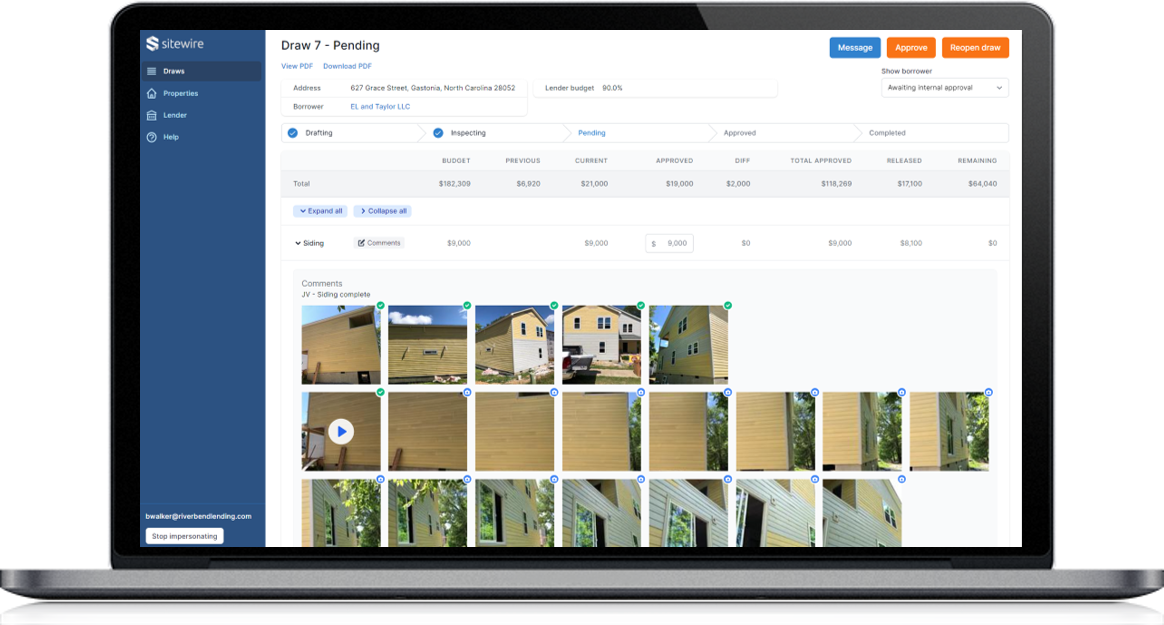 sitewire
Draws
Properties
Lender
Help
bwalker@riverbendlending.com
Stop impersonating
Draw 7 - Pending
Message Approve Reopen draw
View PDF Download PDF
Show borrower
Awaiting internal approval
Address 627 Grace Street, Gastonia, North Carolina 28052
Lender budget 90.0%
Borrower EL and Taylor LLC
Drafting Inspecting Pending Approved Completed
BUDGET PREVIOUS CURRENT APPROVED DIFF TOTAL APPROVED RELEASED REMAINING
Total $182,309 $6,920 $21,000 $19,000 $2,000 $118,269 $17,100 $64,040
Expand all Collapse all
Siding Comments $9,000 $9,000 $ 9,000 $0 $9,000 $8,100 $0
Comments
JV - Siding complete